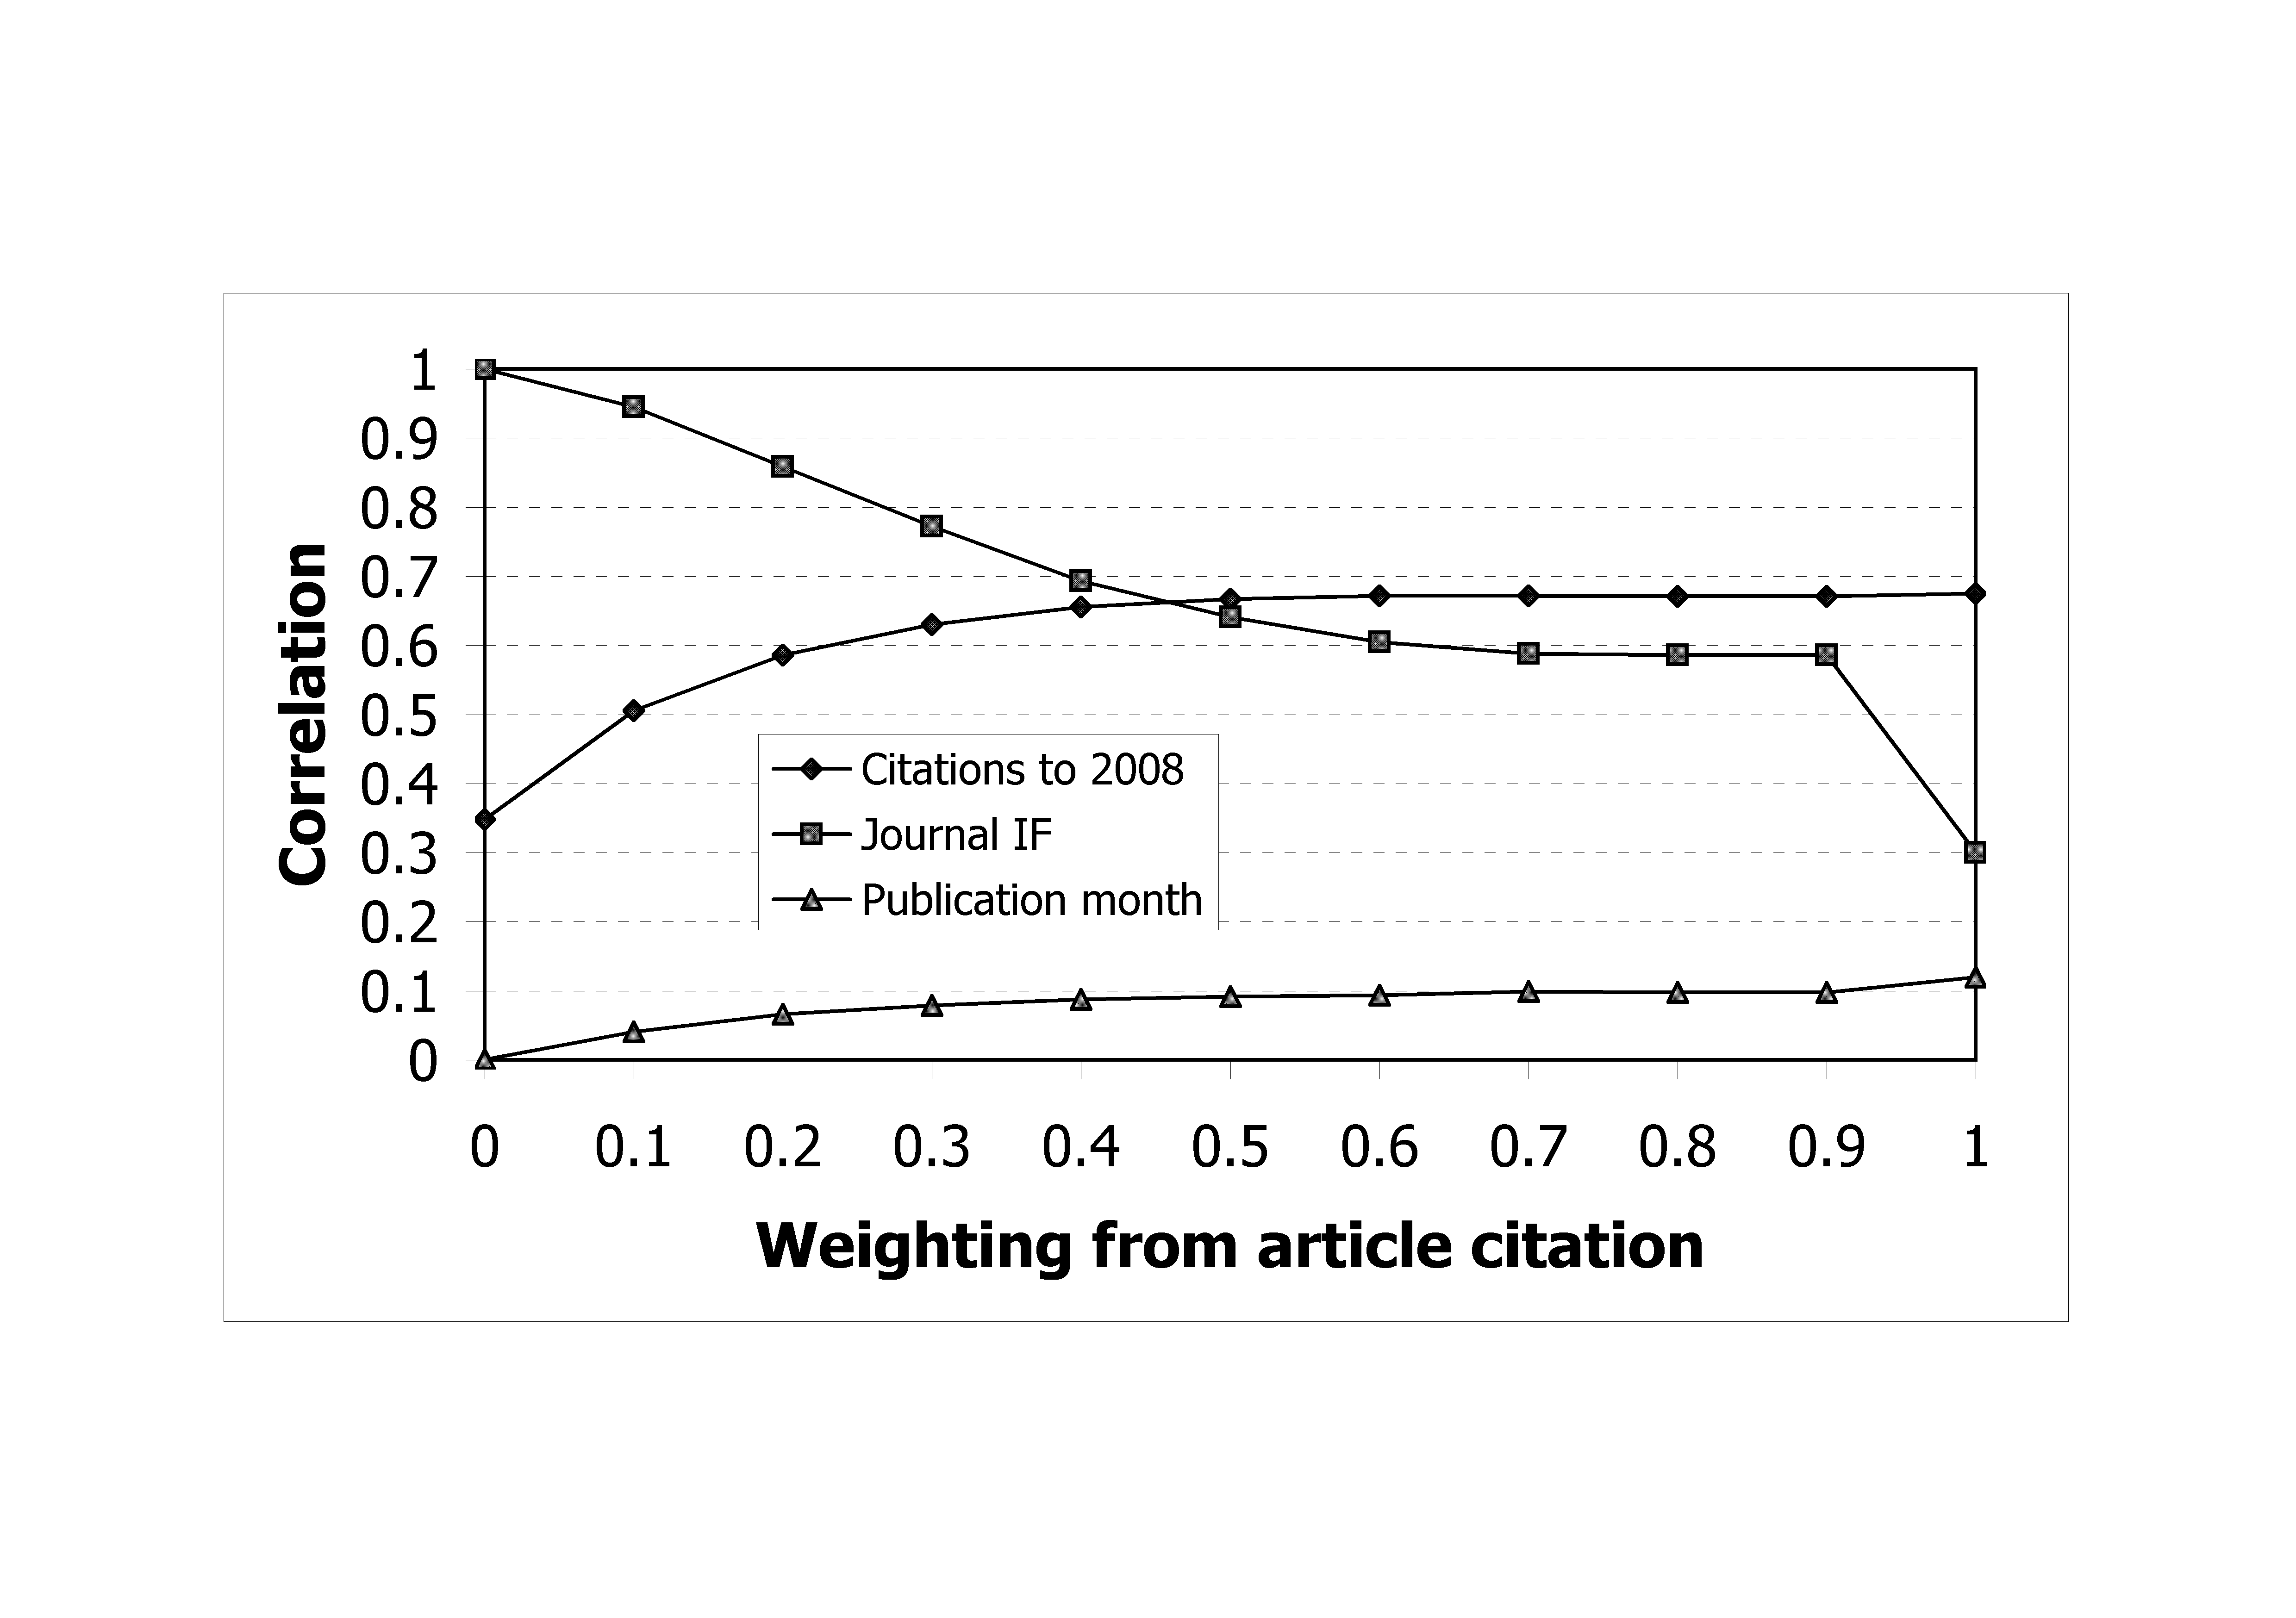 Correlation
1
0.9
0.8
0.7
0.6
0.5
0.4
0.3
0.2
0.1
0
Citations to 2008
Journal IF
Publication month
0 0.1 0.2 0.3 0.4 0.5 0.6 0.7 0.8 0.9 1
Weighting from article citation